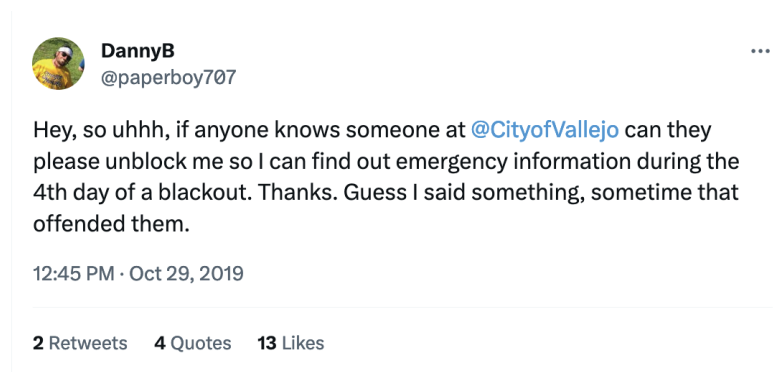 DannyB
@paperboy707
Hey, so uhhh, if anyone knows someone at @CityofVallejo can they
please unblock me so I can find out emergency information during the
4th day of a blackout. Thanks. Guess I said something, sometime that
offended them.
12:45 PM · Oct 29, 2019
2 Retweets 4 Quotes 13 Likes